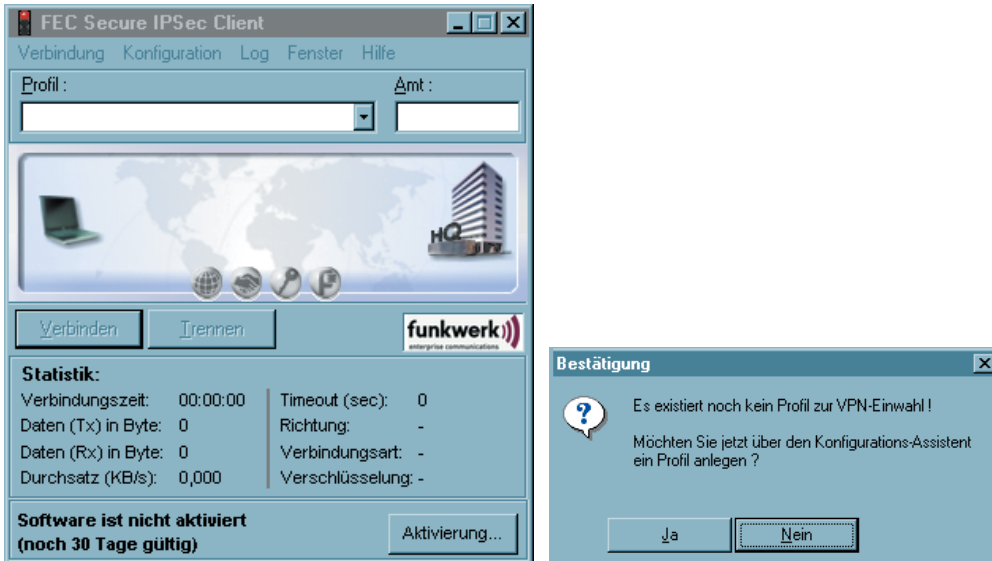 FEC Secure IPSec Client
Verbindung Konfiguration Log Fenster Hilfe
Profil : Amt :
HQ
Verbinden Trennen
funkwerk
enterprise communications
Statistik:
Verbindungszeit: 00:00:00 Timeout (sec): 0
Daten (Tx) in Byte: 0 Richtung: -
Daten (Rx) in Byte: 0 Verbindungsart: -
Durchsatz (KB/s): 0,000 Verschlüsselung: -
Software ist nicht aktiviert
(noch 30 Tage gültig)
Aktivierung...
Bestätigung
Es existiert noch kein Profil zur VPN-Einwahl !
Möchten Sie jetzt über den Konfigurations-Assistent
ein Profil anlegen ?
Ja Nein